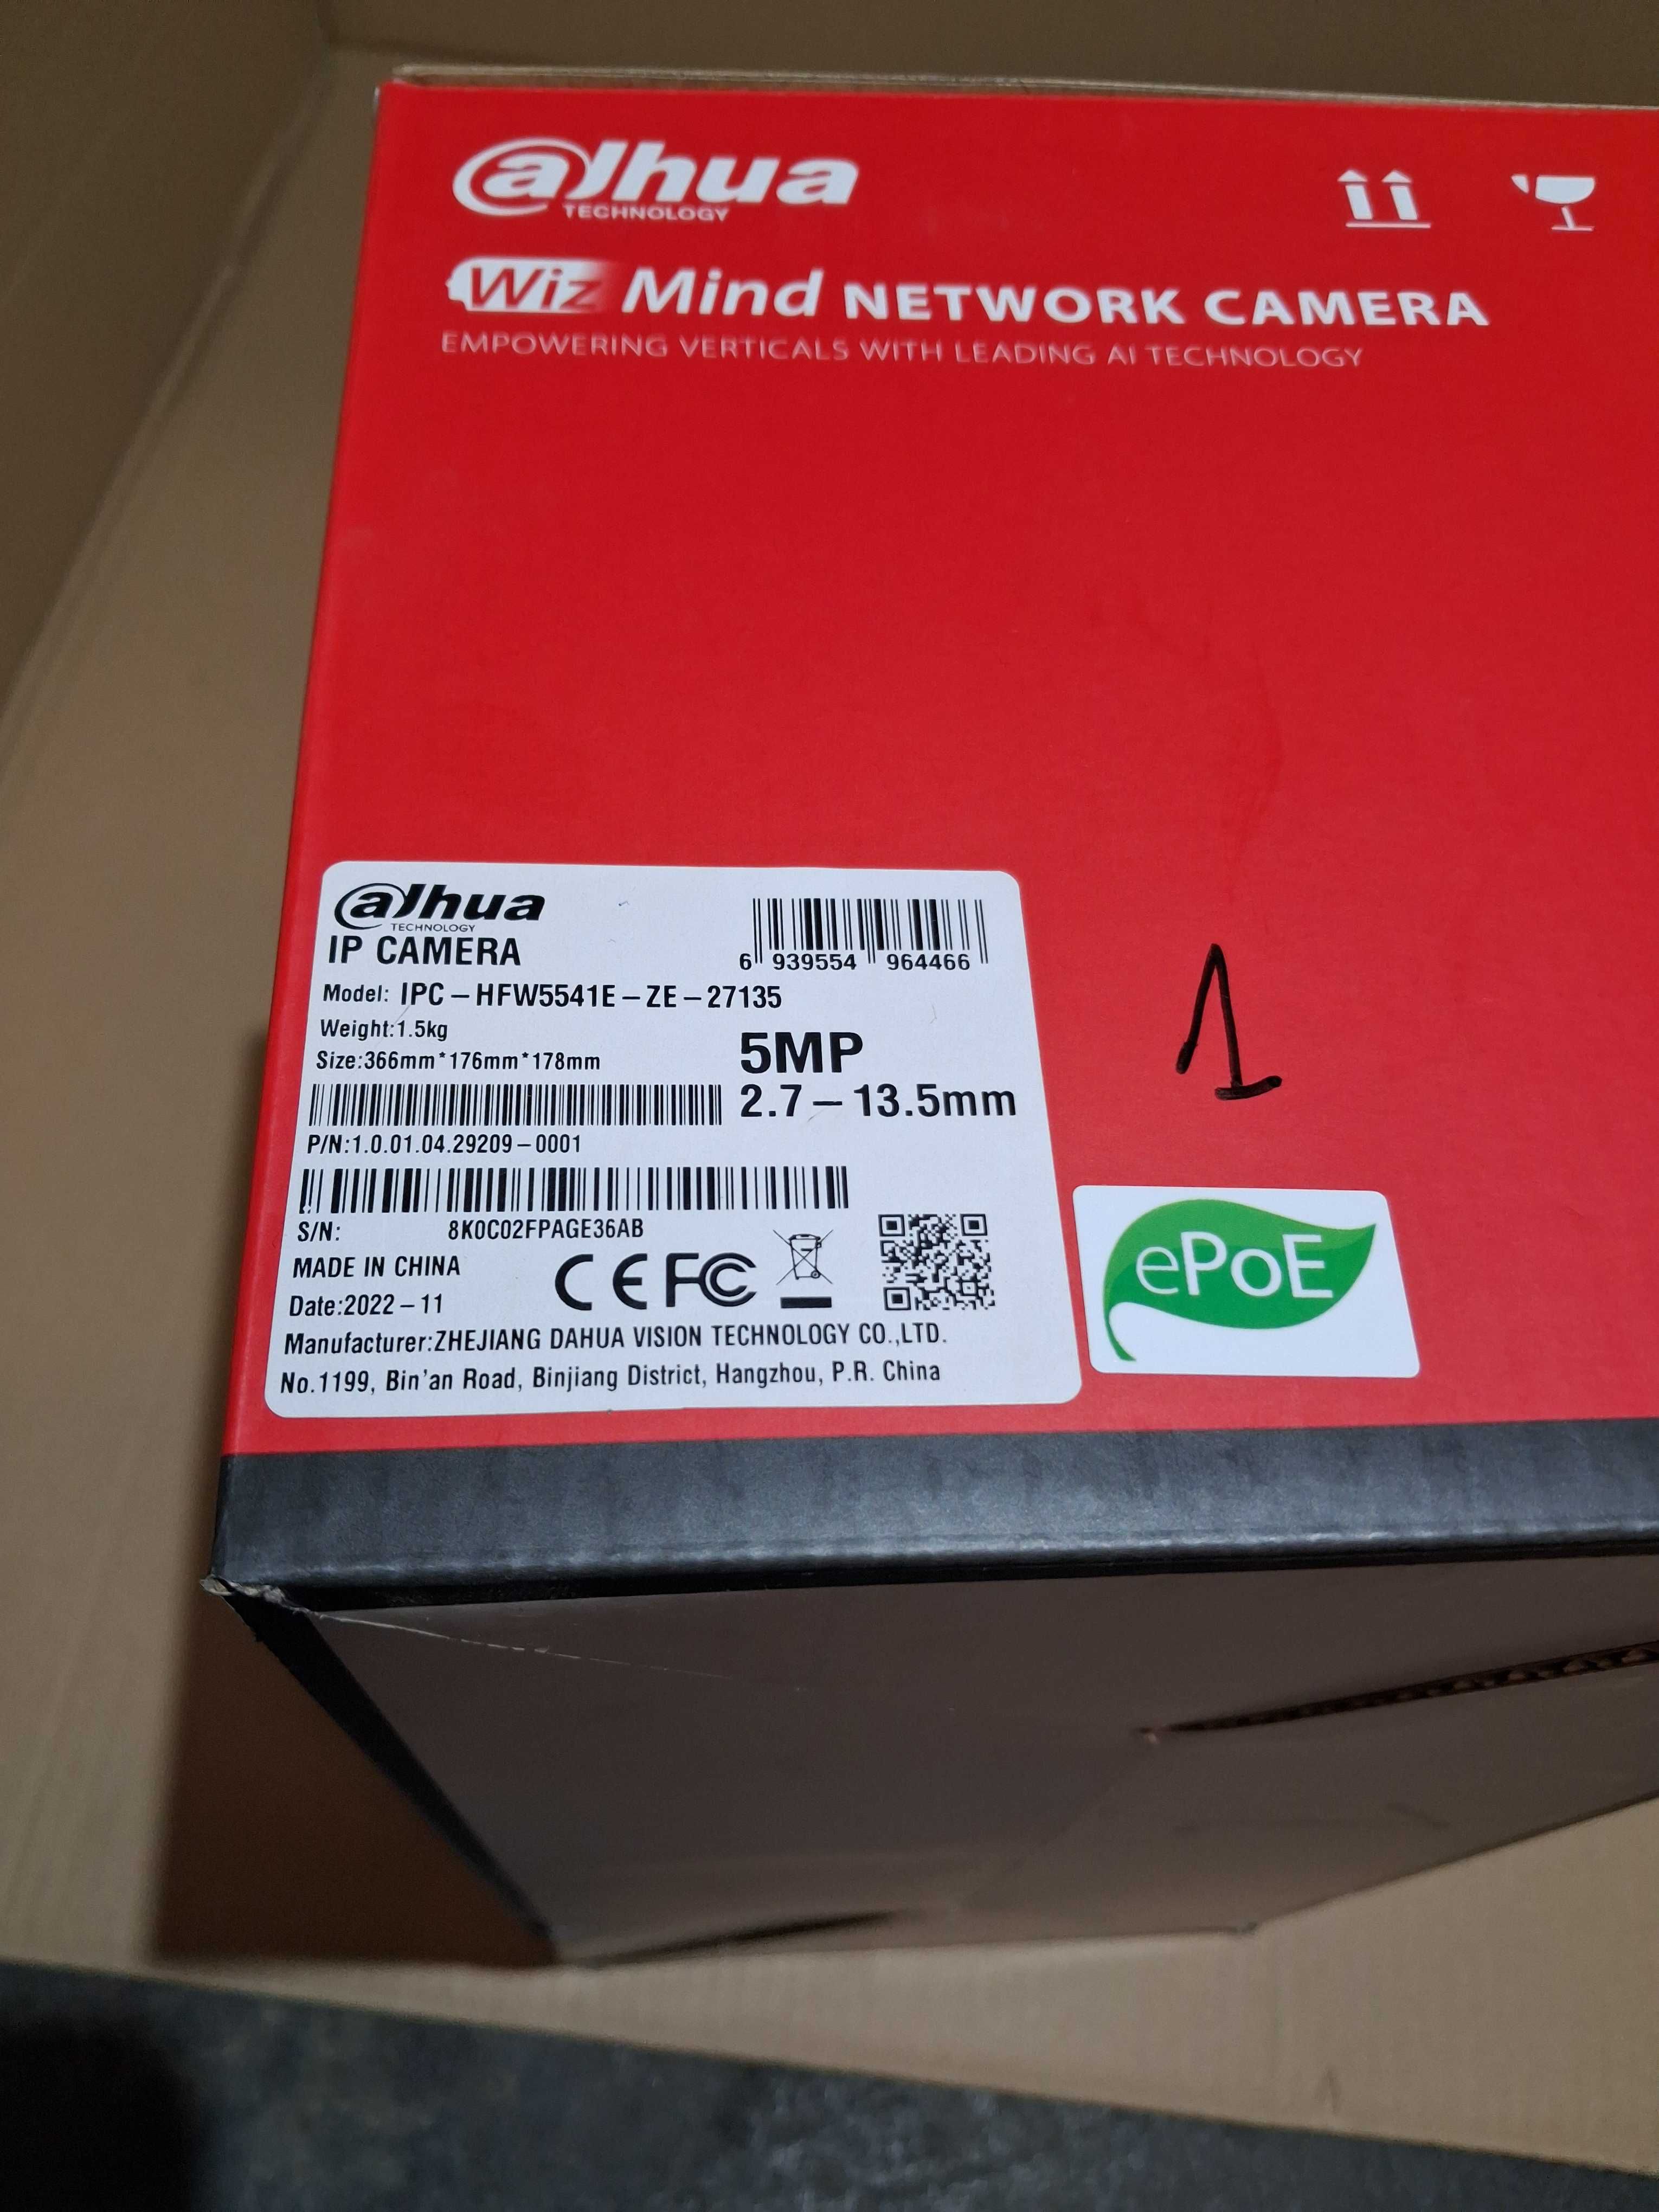 alhua
TECHNOLOGY
Wiz Mind NETWORK CAMERA
EMPOWERING VERTICALS WITH LEADING AI TECHNOLOGY
alhua
TECHNOLOGY
IP CAMERA
6 939554 964466
Model: IPC-HFW5541E-ZE-27135
Weight:1.5kg
Size:366mm*176mm*178mm
5MP
2.7-13.5mm
P/N:1.0.01.04.29209-0001
S/N: 8K0C02FPAGE36AB
MADE IN CHINA
Date:2022-11
CE FC
Manufacturer:ZHEJIANG DAHUA VISION TECHNOLOGY CO.,LTD.
No.1199, Bin'an Road, Binjiang District, Hangzhou, P.R. China
1
ePoE